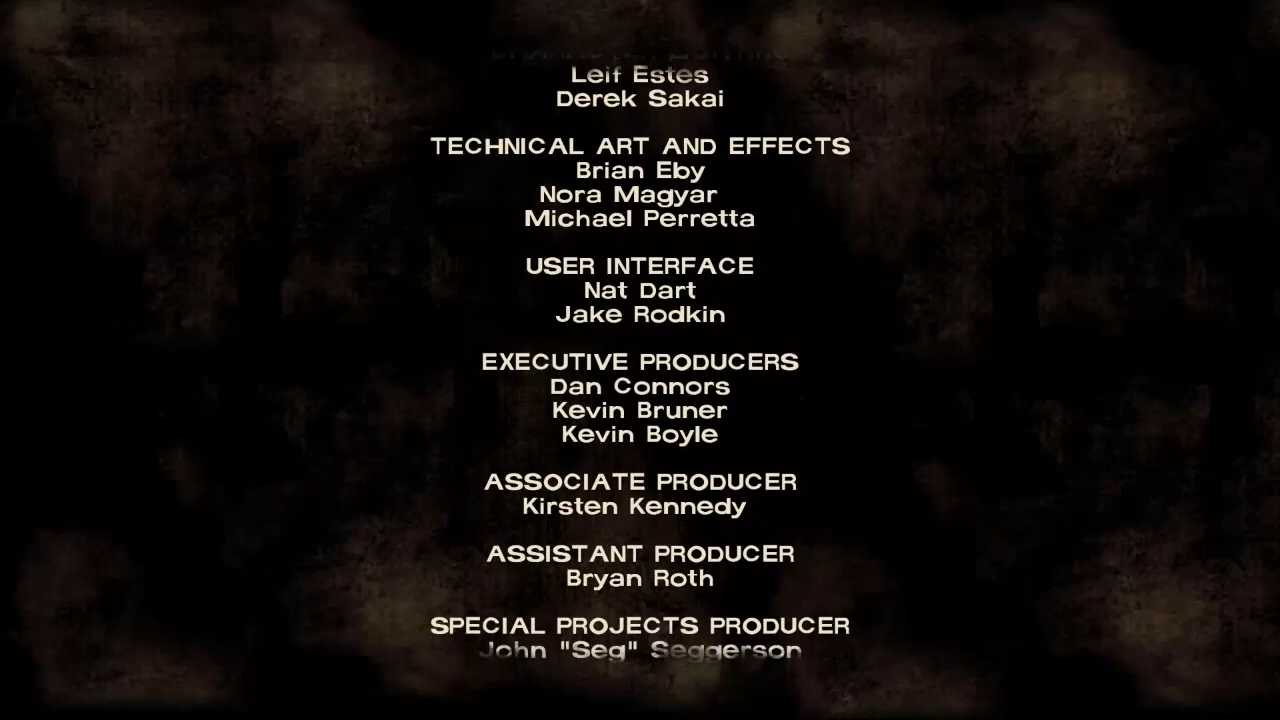 Leif Estes
Derek Sakai
TECHNICAL ART AND EFFECTS
Brian Eby
Nora Magyar
Michael Perretta
USER INTERFACE
Nat Dart
Jake Rodkin
EXECUTIVE PRODUCERS
Dan Connors
Kevin Bruner
Kevin Boyle
ASSOCIATE PRODUCER
Kirsten Kennedy
ASSISTANT PRODUCER
Bryan Roth
SPECIAL PROJECTS PRODUCER
John "Seg" Seggerson